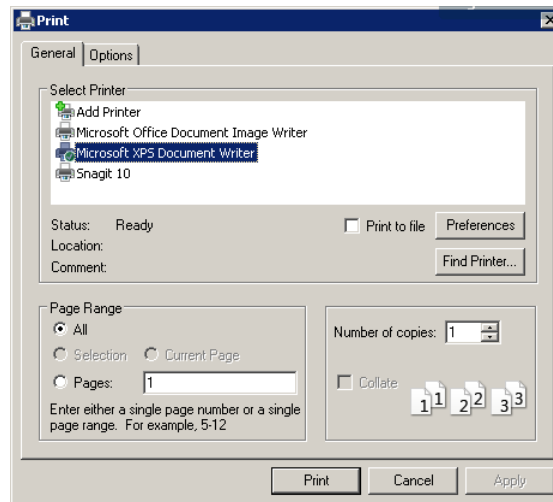 Print
General
Options
Select Printer
Add Printer
Microsoft Office Document Image Writer
Microsoft XPS Document Writer
Snagit 10
Status: Ready
Print to file
Preferences
Location:
Comment:
Find Printer...
Page Range
All
Selection
Current Page
Pages: 1
Enter either a single page number or a single
page range. For example, 5-12
Number of copies: 1
Collate
1 1 2 2 3 3
Print
Cancel
Apply